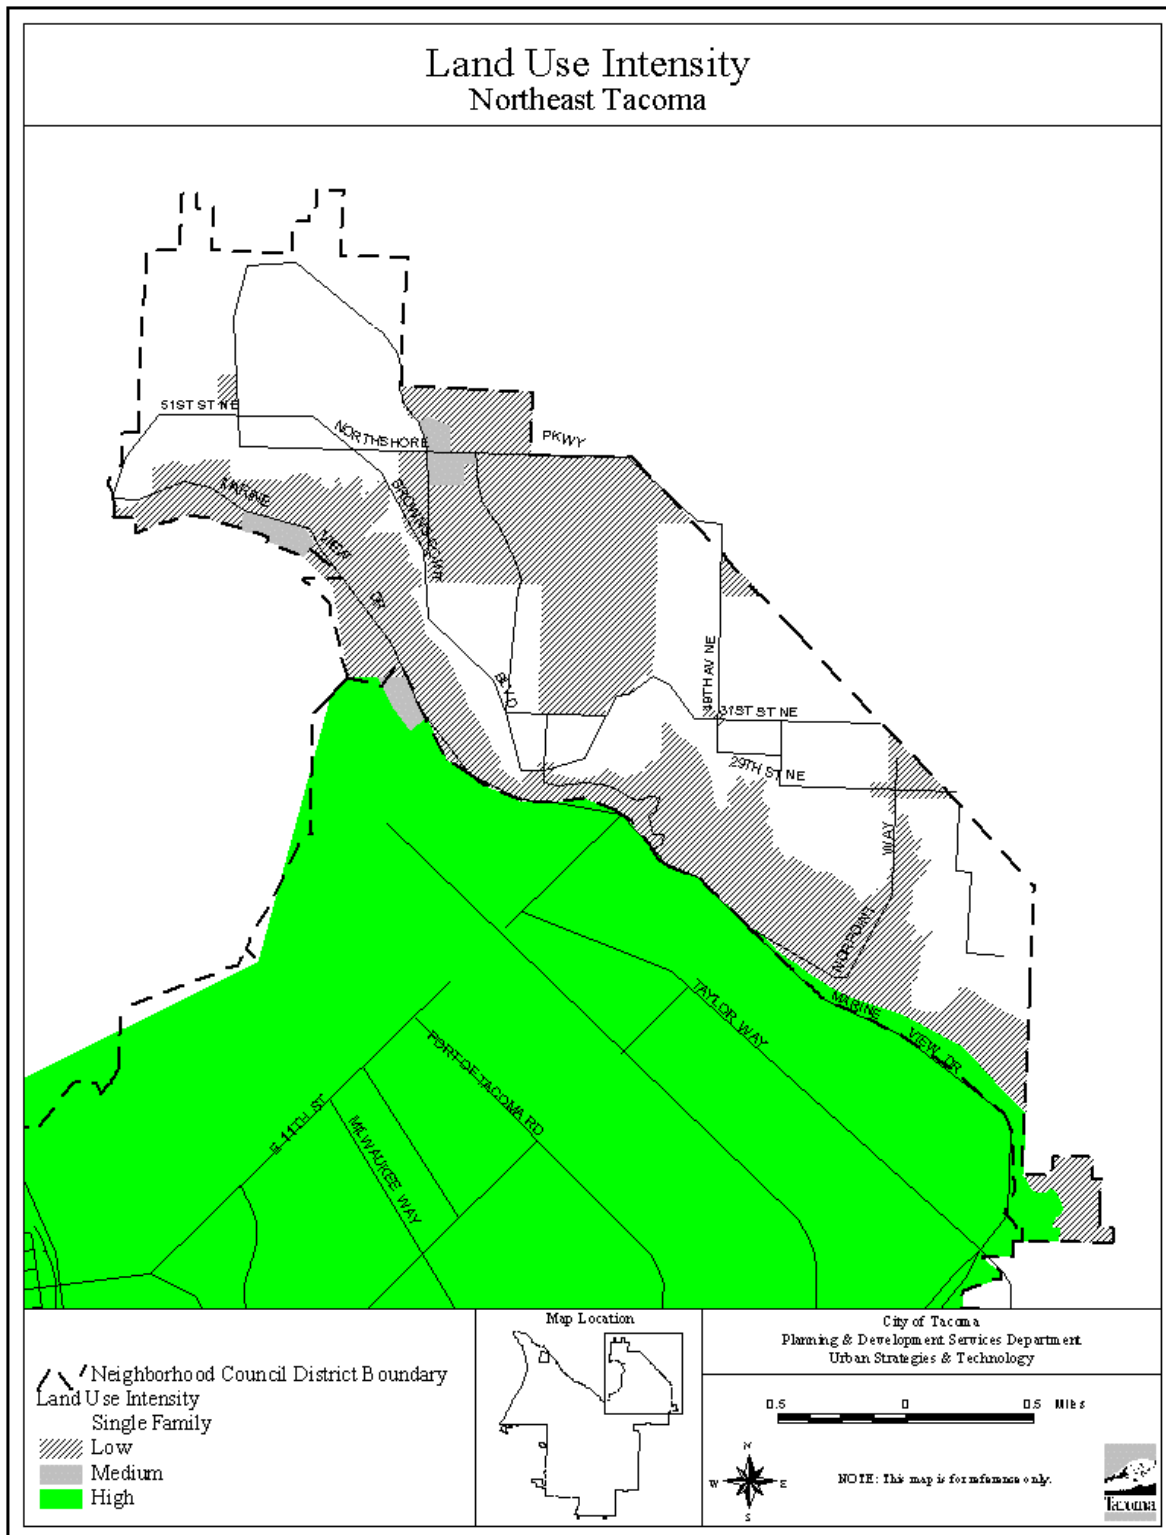 Land Use Intensity
Northeast Tacoma
51ST ST NE
NORTHSHORE
PKWY
MARINE
VIEW
DR
BROWNS POINT
BLVD
49TH AV NE
31ST ST NE
29TH ST NE
WAY
NORPOINT
MARINE
VIEW DR
TAYLOR WAY
PORT OF TACOMA RD
E 11TH ST
MILWAUKEE WAY
Neighborhood Council District Boundary
Land Use Intensity
Single Family
Low
Medium
High
Map Location
City of Tacoma
Planning & Development Services Department
Urban Strategies & Technology
0.5 0 0.5 Miles
N
W E
S
NOTE: This map is for reference only.
Tacoma